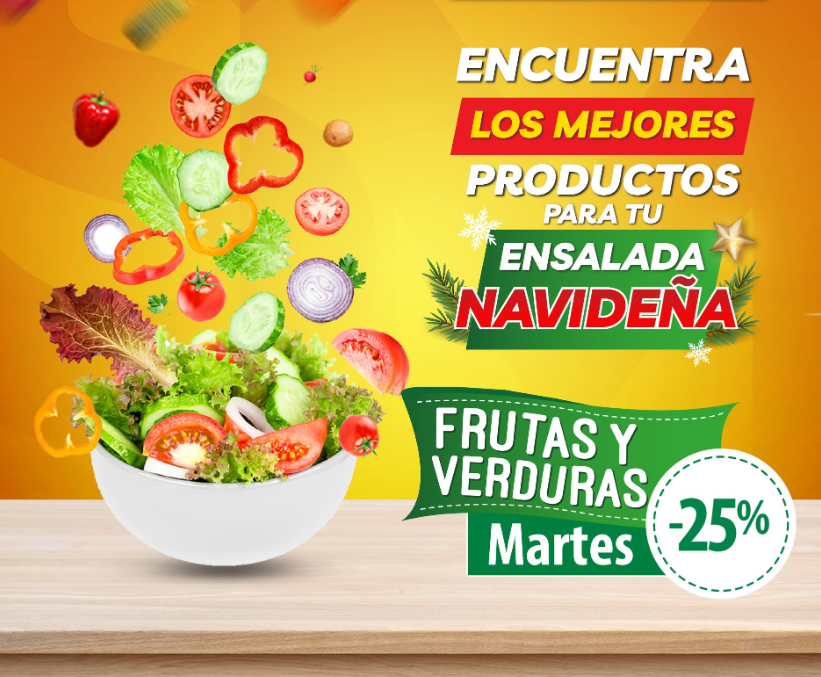 ENCUENTRA
LOS MEJORES
PRODUCTOS
PARA TU
ENSALADA
NAVIDEÑA
FRUTAS Y
VERDURAS
Martes
-25%